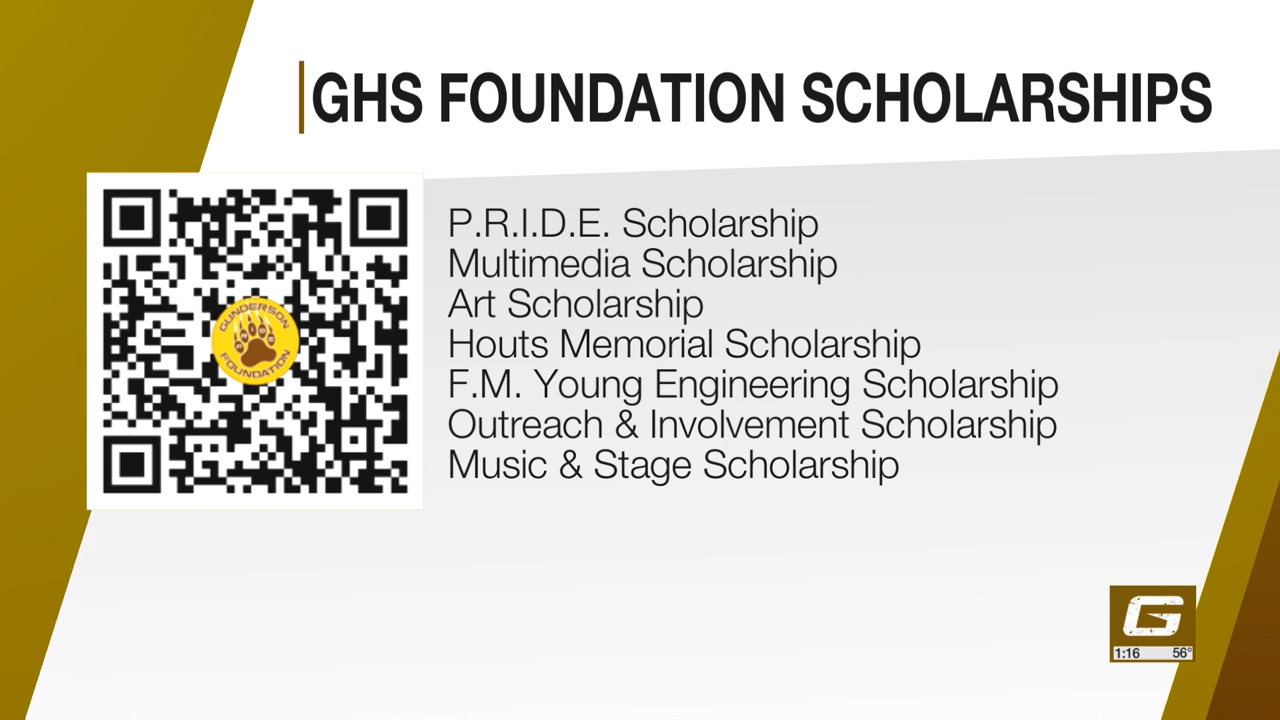 GHS FOUNDATION SCHOLARSHIPS
P.R.I.D.E. Scholarship
Multimedia Scholarship
Art Scholarship
Houts Memorial Scholarship
F.M. Young Engineering Scholarship
Outreach & Involvement Scholarship
Music & Stage Scholarship
GUNDERSON
FOUNDATION
G
1:16 56°